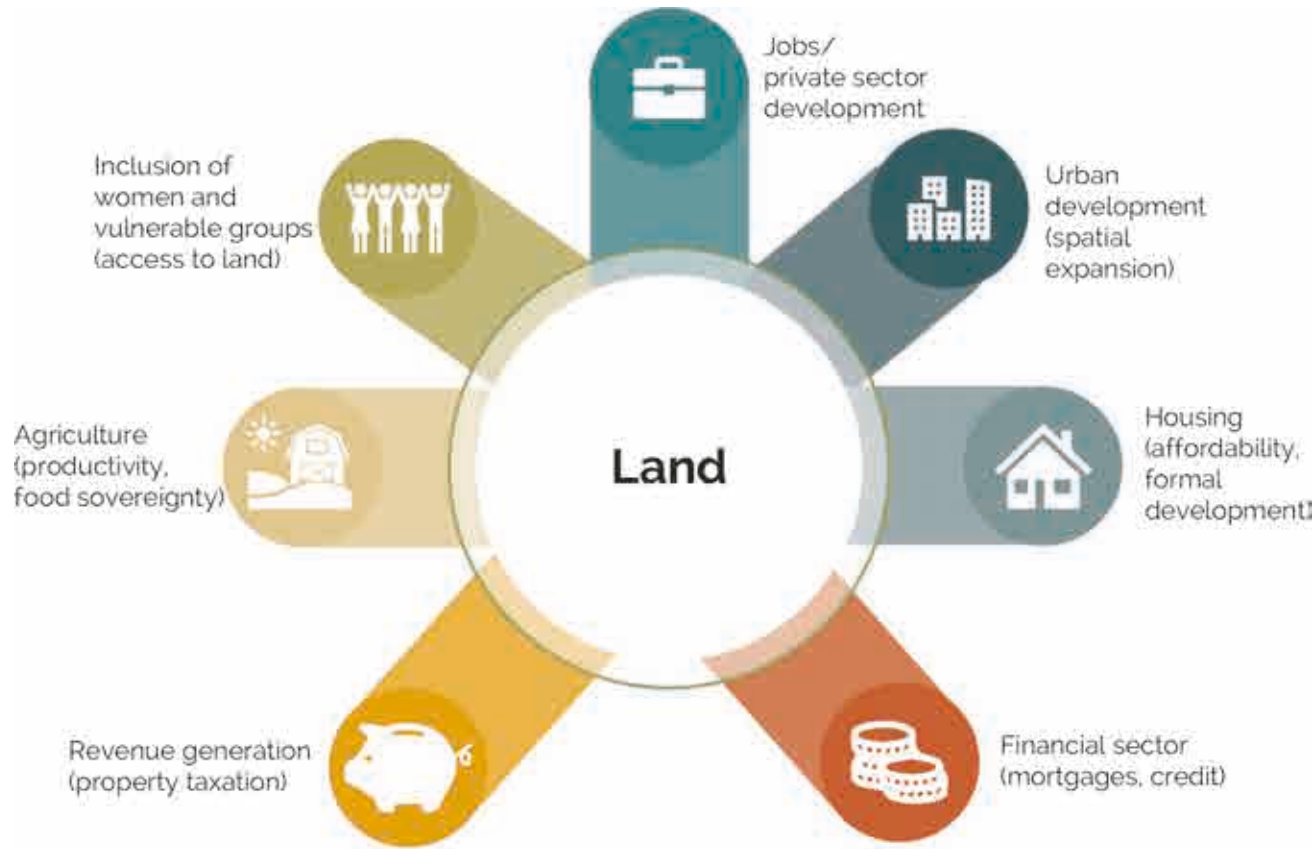 Jobs/
private sector
development
Urban
development
(spatial
expansion)
Housing
(affordability,
formal
development)
Financial sector
(mortgages, credit)
Revenue generation
(property taxation)
Agriculture
(productivity,
food sovereignty)
Inclusion of
women and
vulnerable groups
(access to land)
Land